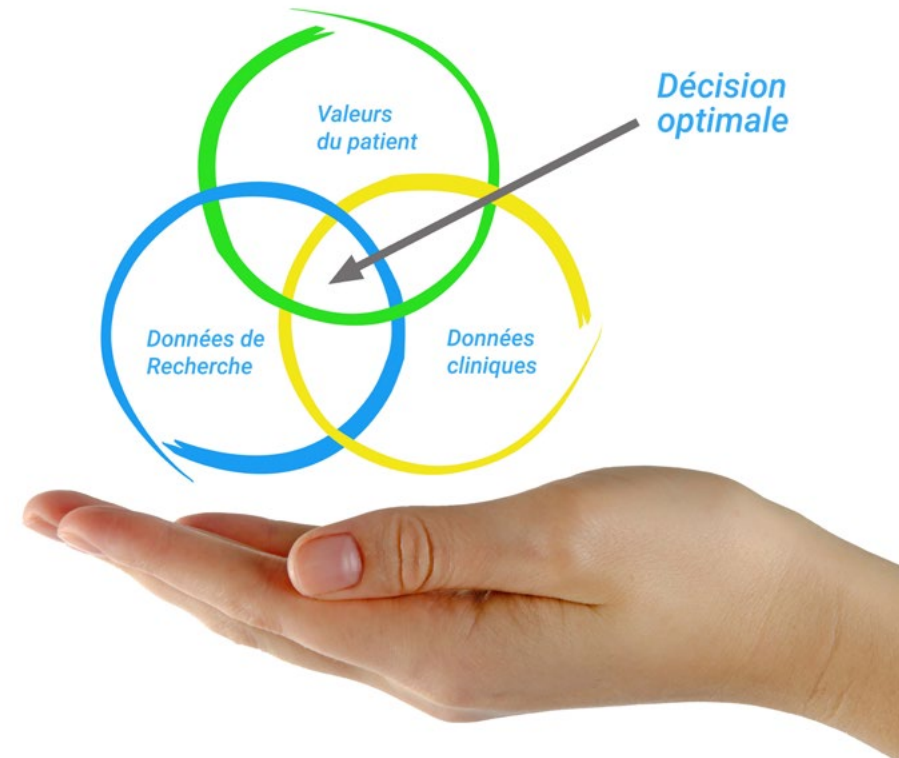 Valeurs
du patient
Décision
optimale
Données de
Recherche
Données
cliniques